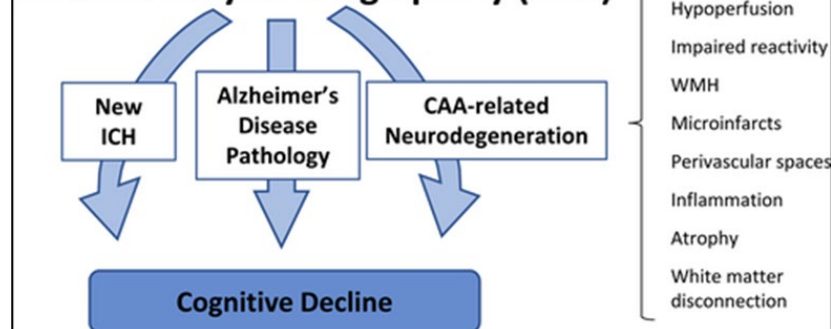 New
ICH
Alzheimer's
Disease
Pathology
CAA-related
Neurodegeneration
Cognitive Decline
Hypoperfusion
Impaired reactivity
WMH
Microinfarcts
Perivascular spaces
Inflammation
Atrophy
White matter
disconnection